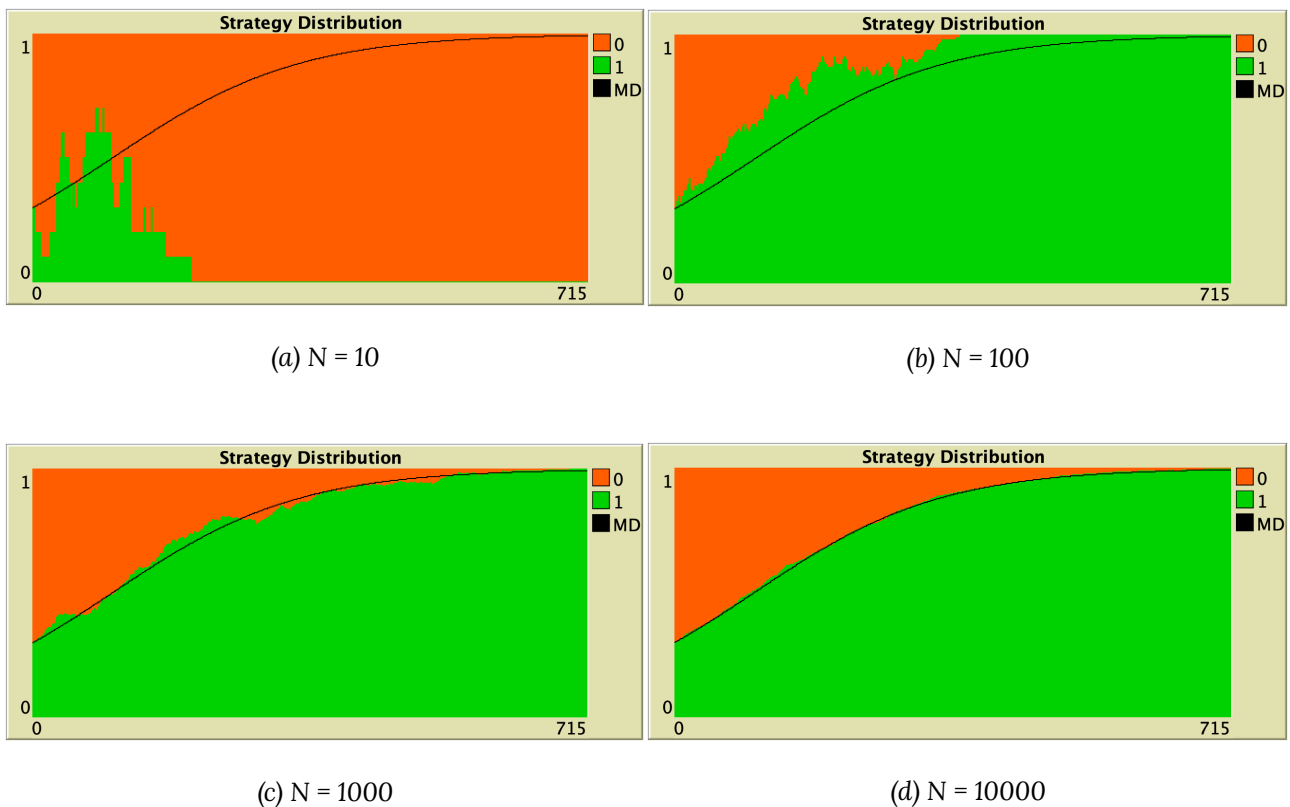 Strategy Distribution
1
0
0
715
0
1
MD
(a) N = 10
Strategy Distribution
1
0
0
715
0
1
MD
(b) N = 100
Strategy Distribution
1
0
0
715
0
1
MD
(c) N = 1000
Strategy Distribution
1
0
0
715
0
1
MD
(d) N = 10000